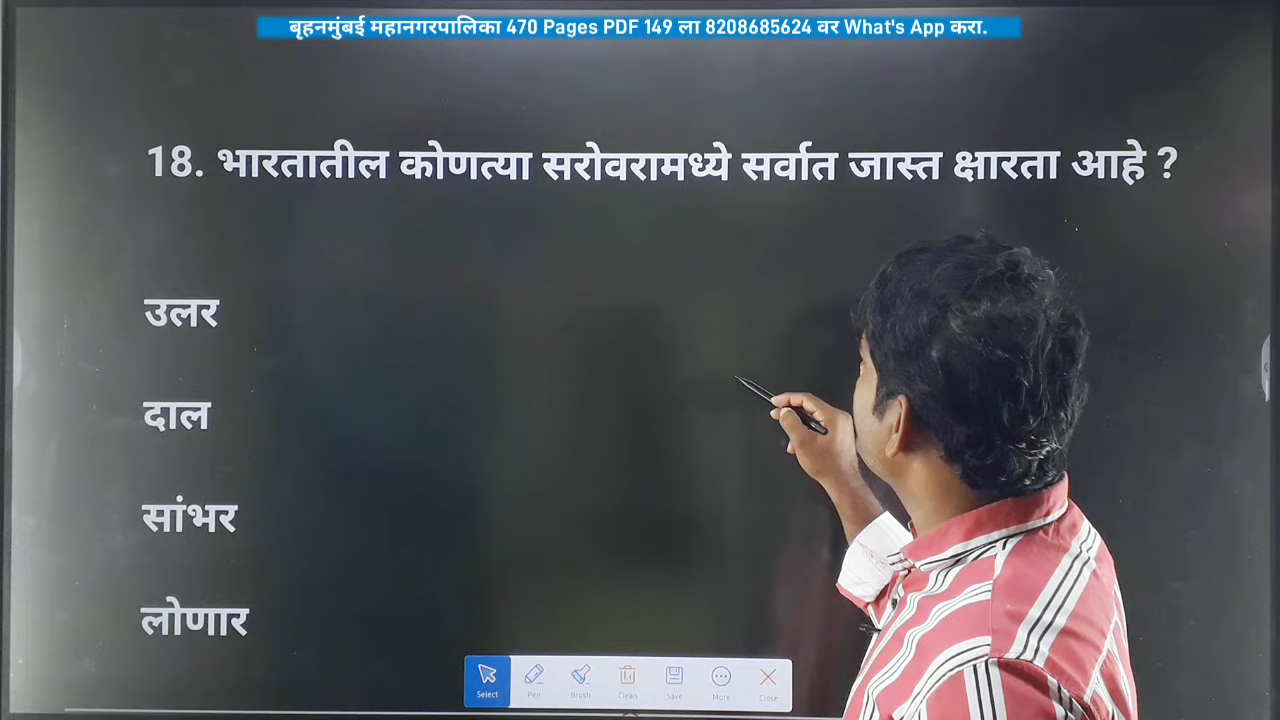 बृहनमुंबई महानगरपालिका 470 Pages PDF 149 ला 8208685624 वर What's App करा.
18. भारतातील कोणत्या सरोवरामध्ये सर्वात जास्त क्षारता आहे ?
उलर
दाल
सांभर
लोणार
Select Pen Brush Clean Save More Close